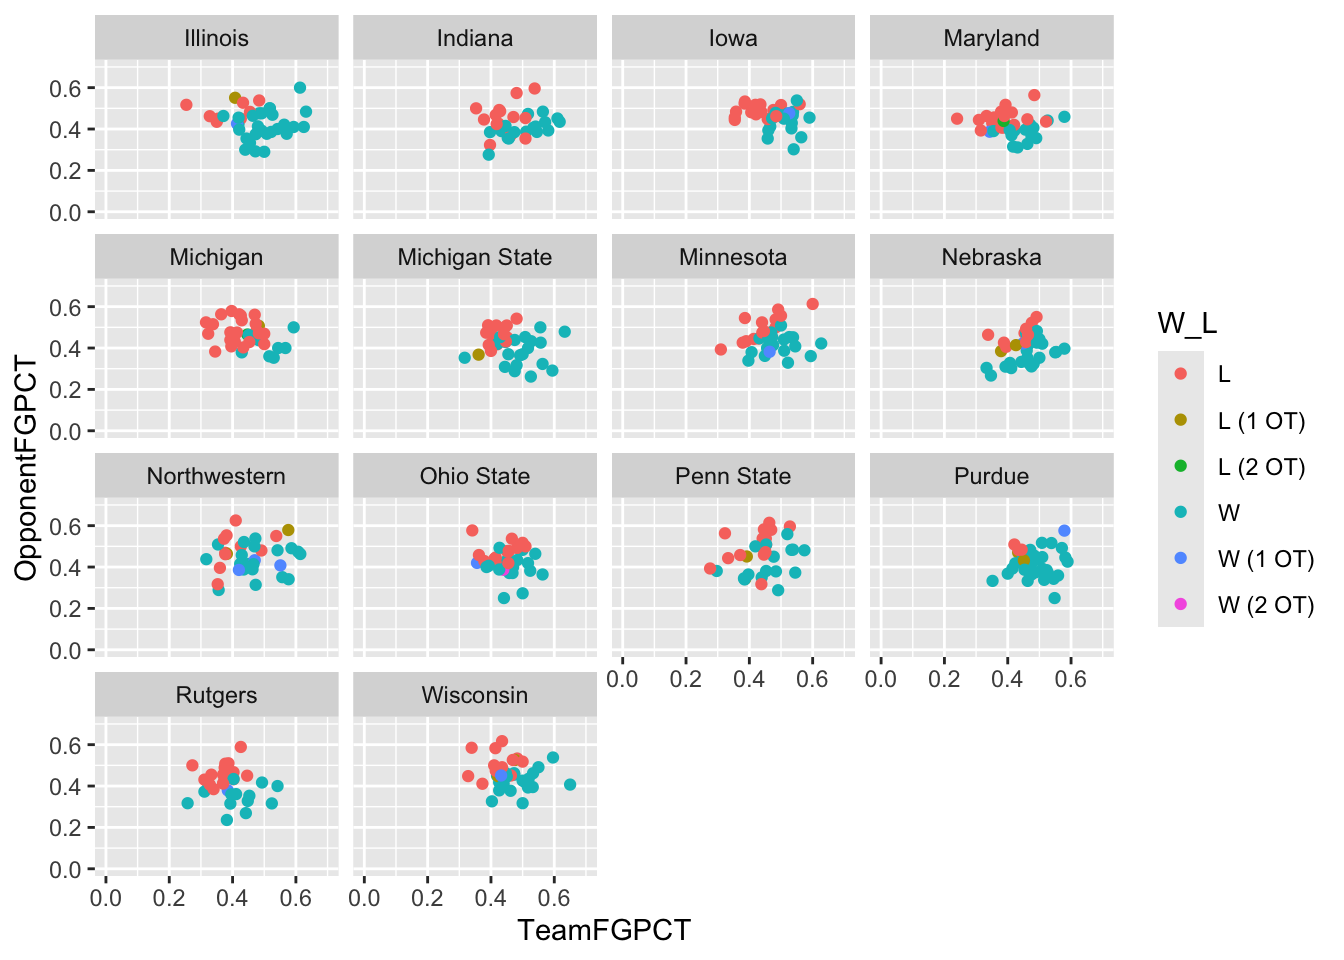 Illinois Indiana Iowa Maryland
0.6
0.4
0.2
0.0
Michigan Michigan State Minnesota Nebraska
0.6
0.4
0.2
0.0
Northwestern Ohio State Penn State Purdue
0.6
0.4
0.2
0.0
0.0 0.2 0.4 0.6 0.0 0.2 0.4 0.6
Rutgers Wisconsin
0.6
0.4
0.2
0.0
0.0 0.2 0.4 0.6 0.0 0.2 0.4 0.6
TeamFGPCT
OpponentFGPCT
W_L
L
L (1 OT)
L (2 OT)
W
W (1 OT)
W (2 OT)